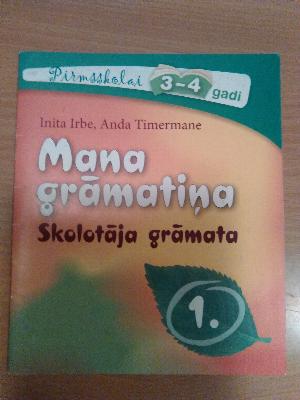 Pirmsskolai 3-4 gadi
Inita Irbe, Anda Timermane
Mana
grāmatiņa
Skolotāja grāmata
1.